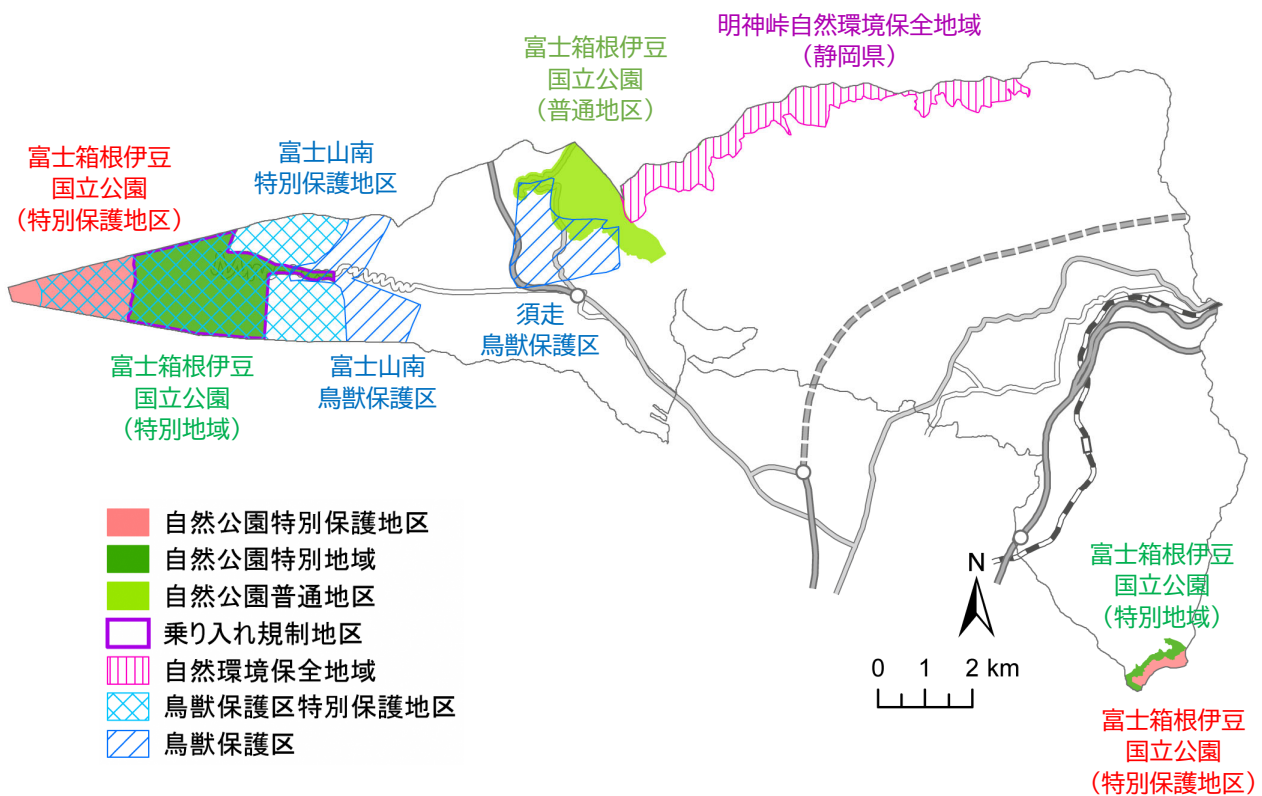 明神峠自然環境保全地域
（静岡県）
富士箱根伊豆
国立公園
（普通地区）
富士山南
特別保護地区
富士箱根伊豆
国立公園
（特別保護地区）
須走
鳥獣保護区
富士箱根伊豆
国立公園
（特別地域）
富士山南
鳥獣保護区
自然公園特別保護地区
自然公園特別地域
自然公園普通地区
乗り入れ規制地区
自然環境保全地域
鳥獣保護区特別保護地区
鳥獣保護区
N
0 1 2 km
富士箱根伊豆
国立公園
（特別地域）
富士箱根伊豆
国立公園
（特別保護地区）